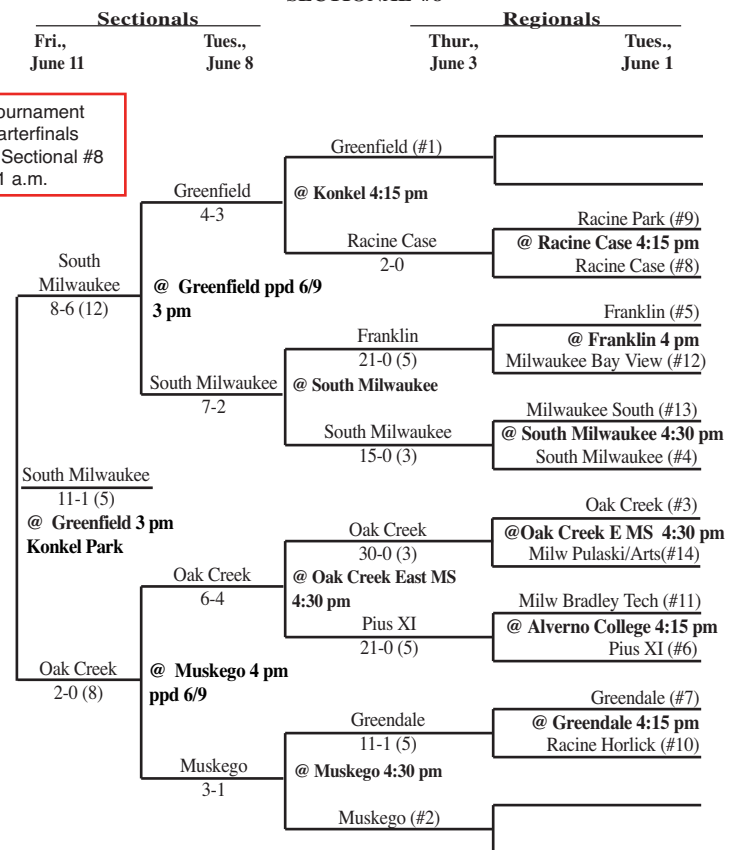 Sectionals
Regionals
Fri.,
June 11
Tues.,
June 8
Thur.,
June 3
Tues.,
June 1
a.m.
Sectional #8
Greenfield (#1)
Greenfield
4-3
@ Konkel 4:15 pm
Racine Park (#9)
@ Racine Case 4:15 pm
Racine Case (#8)
Racine Case
2-0
South
Milwaukee
8-6 (12)
@ Greenfield ppd 6/9
3 pm
Franklin (#5)
@ Franklin 4 pm
Milwaukee Bay View (#12)
Franklin
21-0 (5)
South Milwaukee
7-2
@ South Milwaukee
Milwaukee South (#13)
@ South Milwaukee 4:30 pm
South Milwaukee (#4)
South Milwaukee
15-0 (3)
South Milwaukee
11-1 (5)
@ Greenfield 3 pm
Konkel Park
Oak Creek (#3)
@Oak Creek E MS 4:30 pm
Milw Pulaski/Arts(#14)
Oak Creek
30-0 (3)
Oak Creek
6-4
@ Oak Creek East MS
4:30 pm
Milw Bradley Tech (#11)
@ Alverno College 4:15 pm
Pius XI (#6)
Pius XI
21-0 (5)
Oak Creek
2-0 (8)
@ Muskego 4 pm
ppd 6/9
Greendale (#7)
@ Greendale 4:15 pm
Racine Horlick (#10)
Greendale
11-1 (5)
Muskego
3-1
@ Muskego 4:30 pm
Muskego (#2)